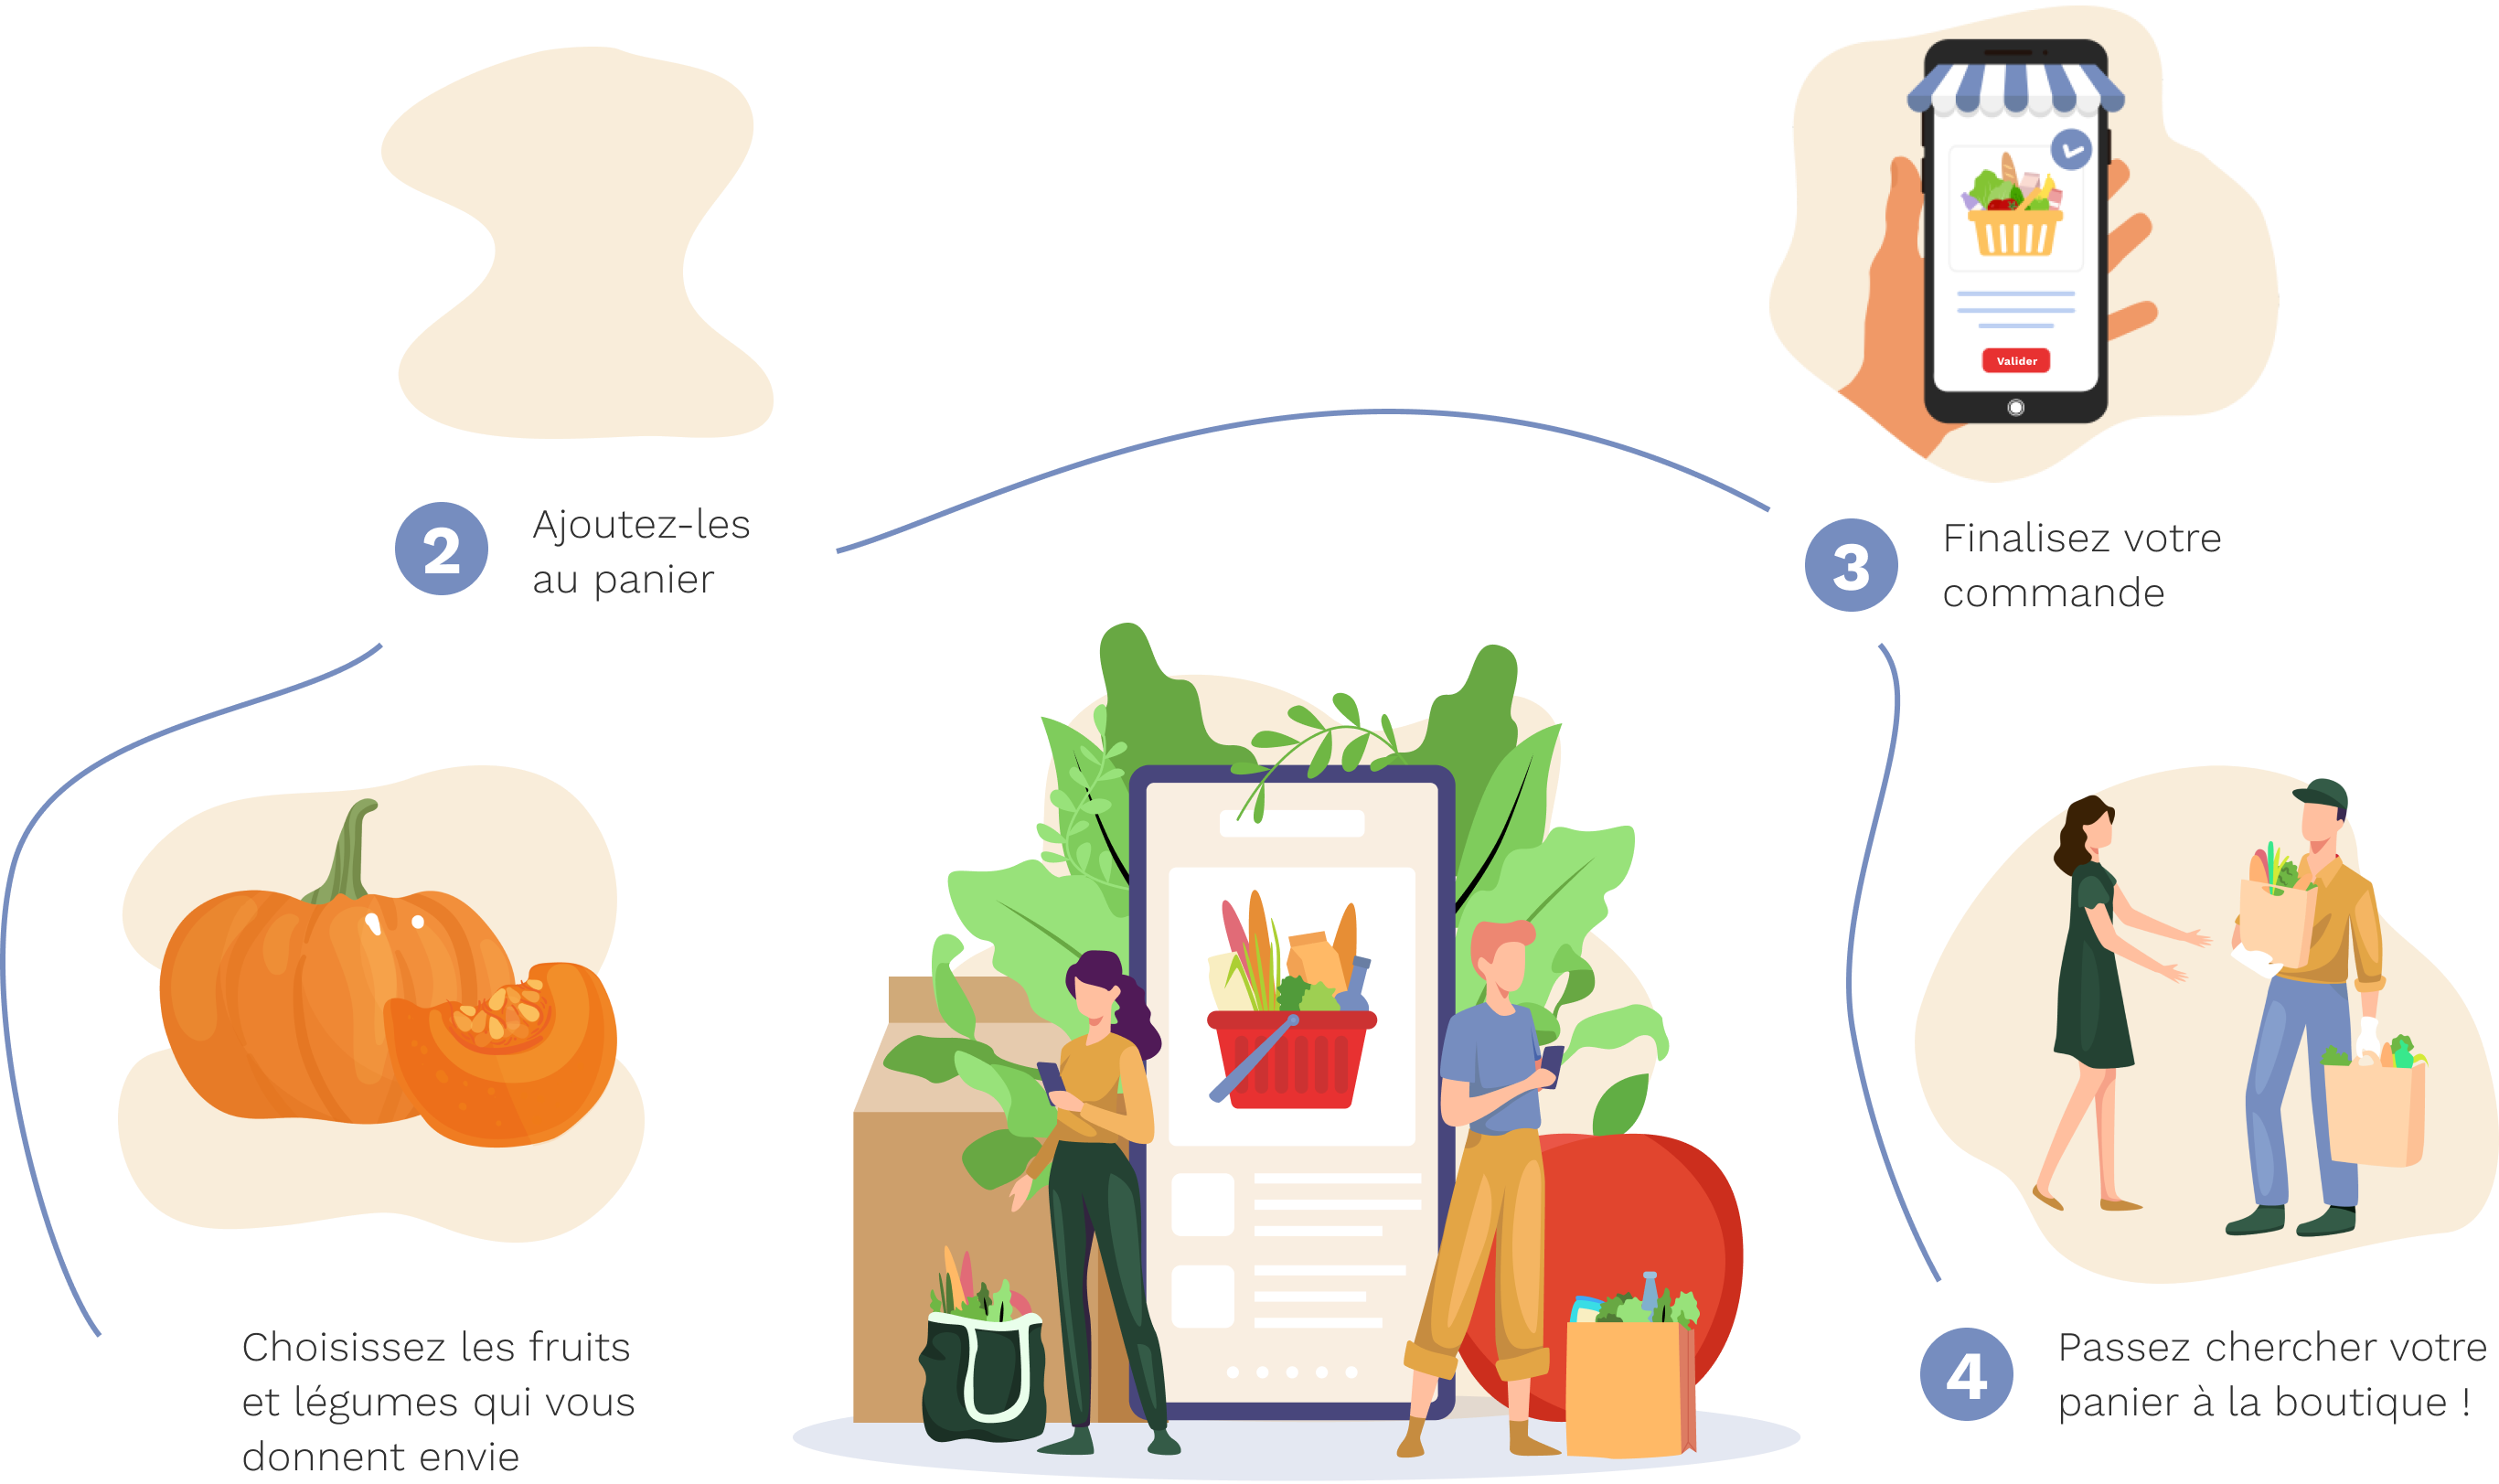 Choisissez les fruits
et légumes qui vous
donnent envie
2
Ajoutez-les
au panier
Valider
3
Finalisez votre
commande
4
Passez chercher votre
panier à la boutique !